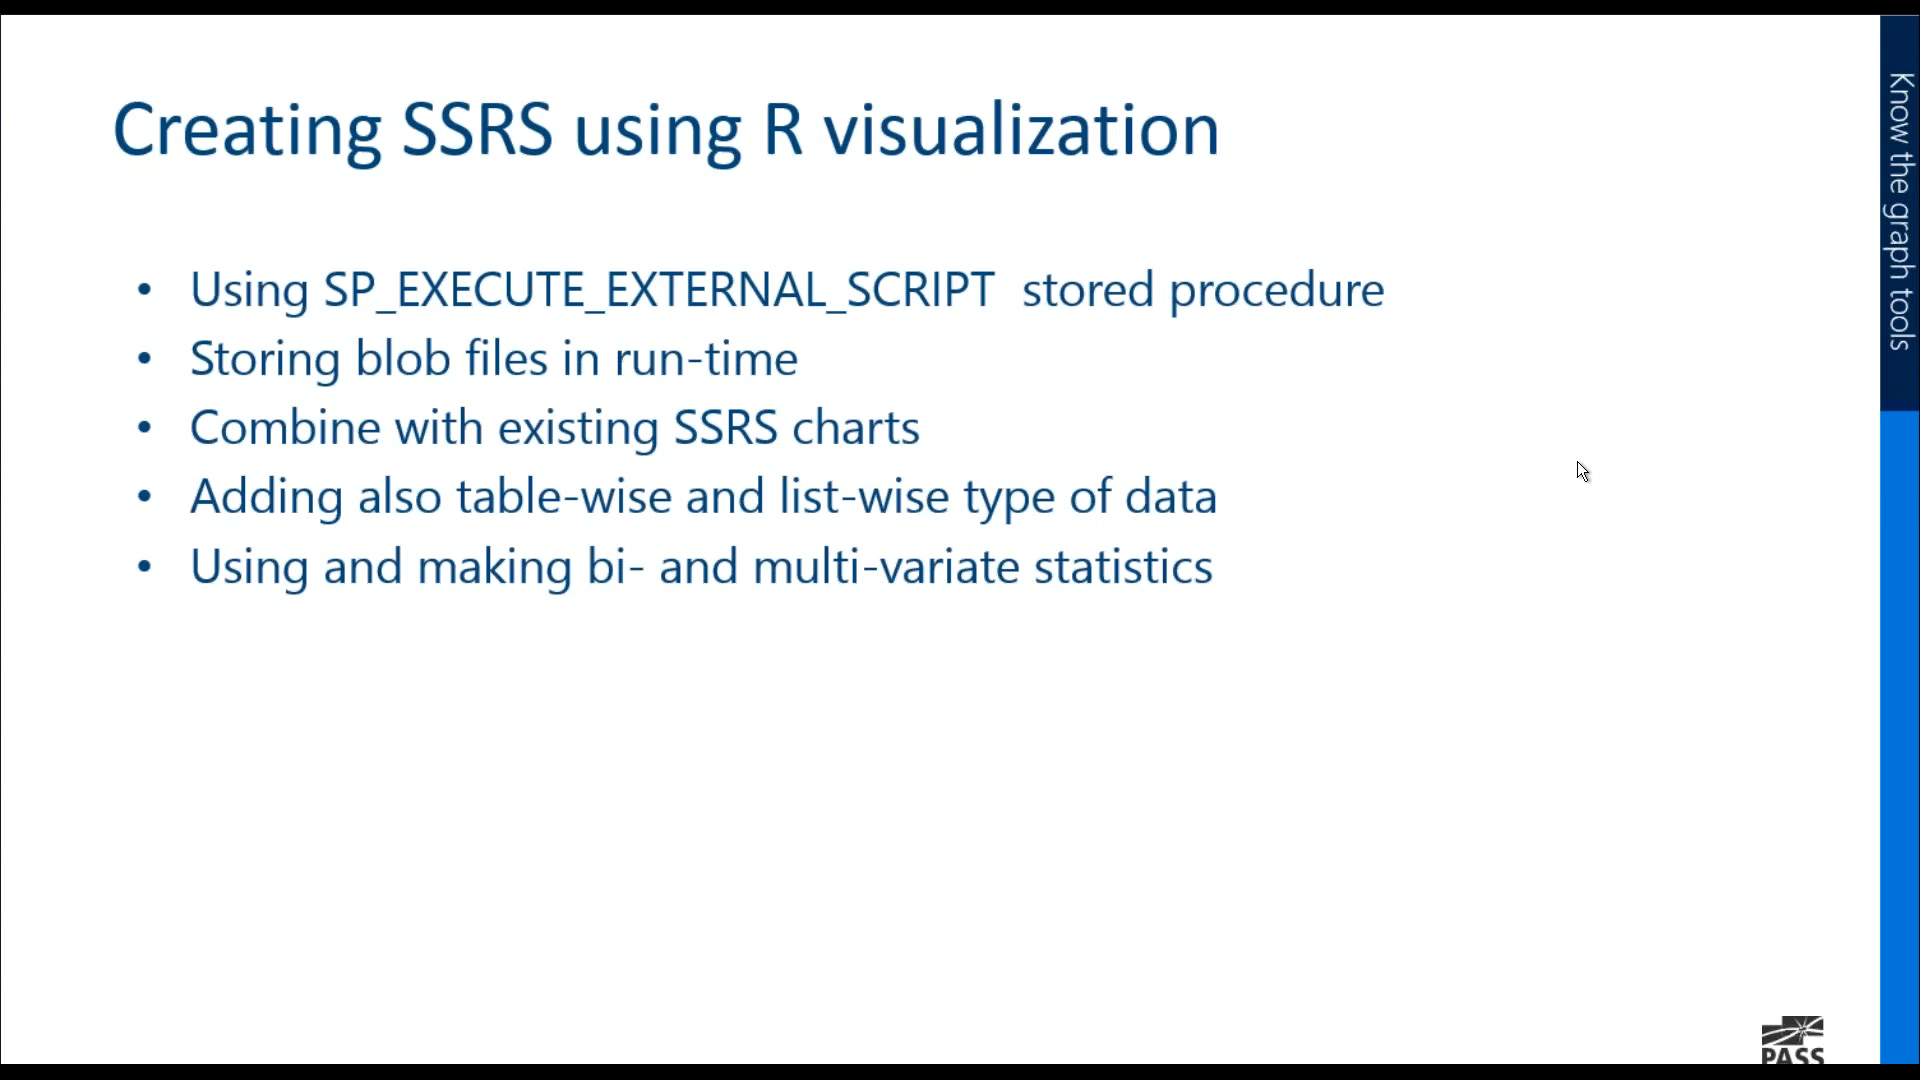 Creating SSRS using R visualization
• Using SP_EXECUTE_EXTERNAL_SCRIPT stored procedure
• Storing blob files in run-time
• Combine with existing SSRS charts
• Adding also table-wise and list-wise type of data
• Using and making bi- and multi-variate statistics
Know the graph tools
PASS